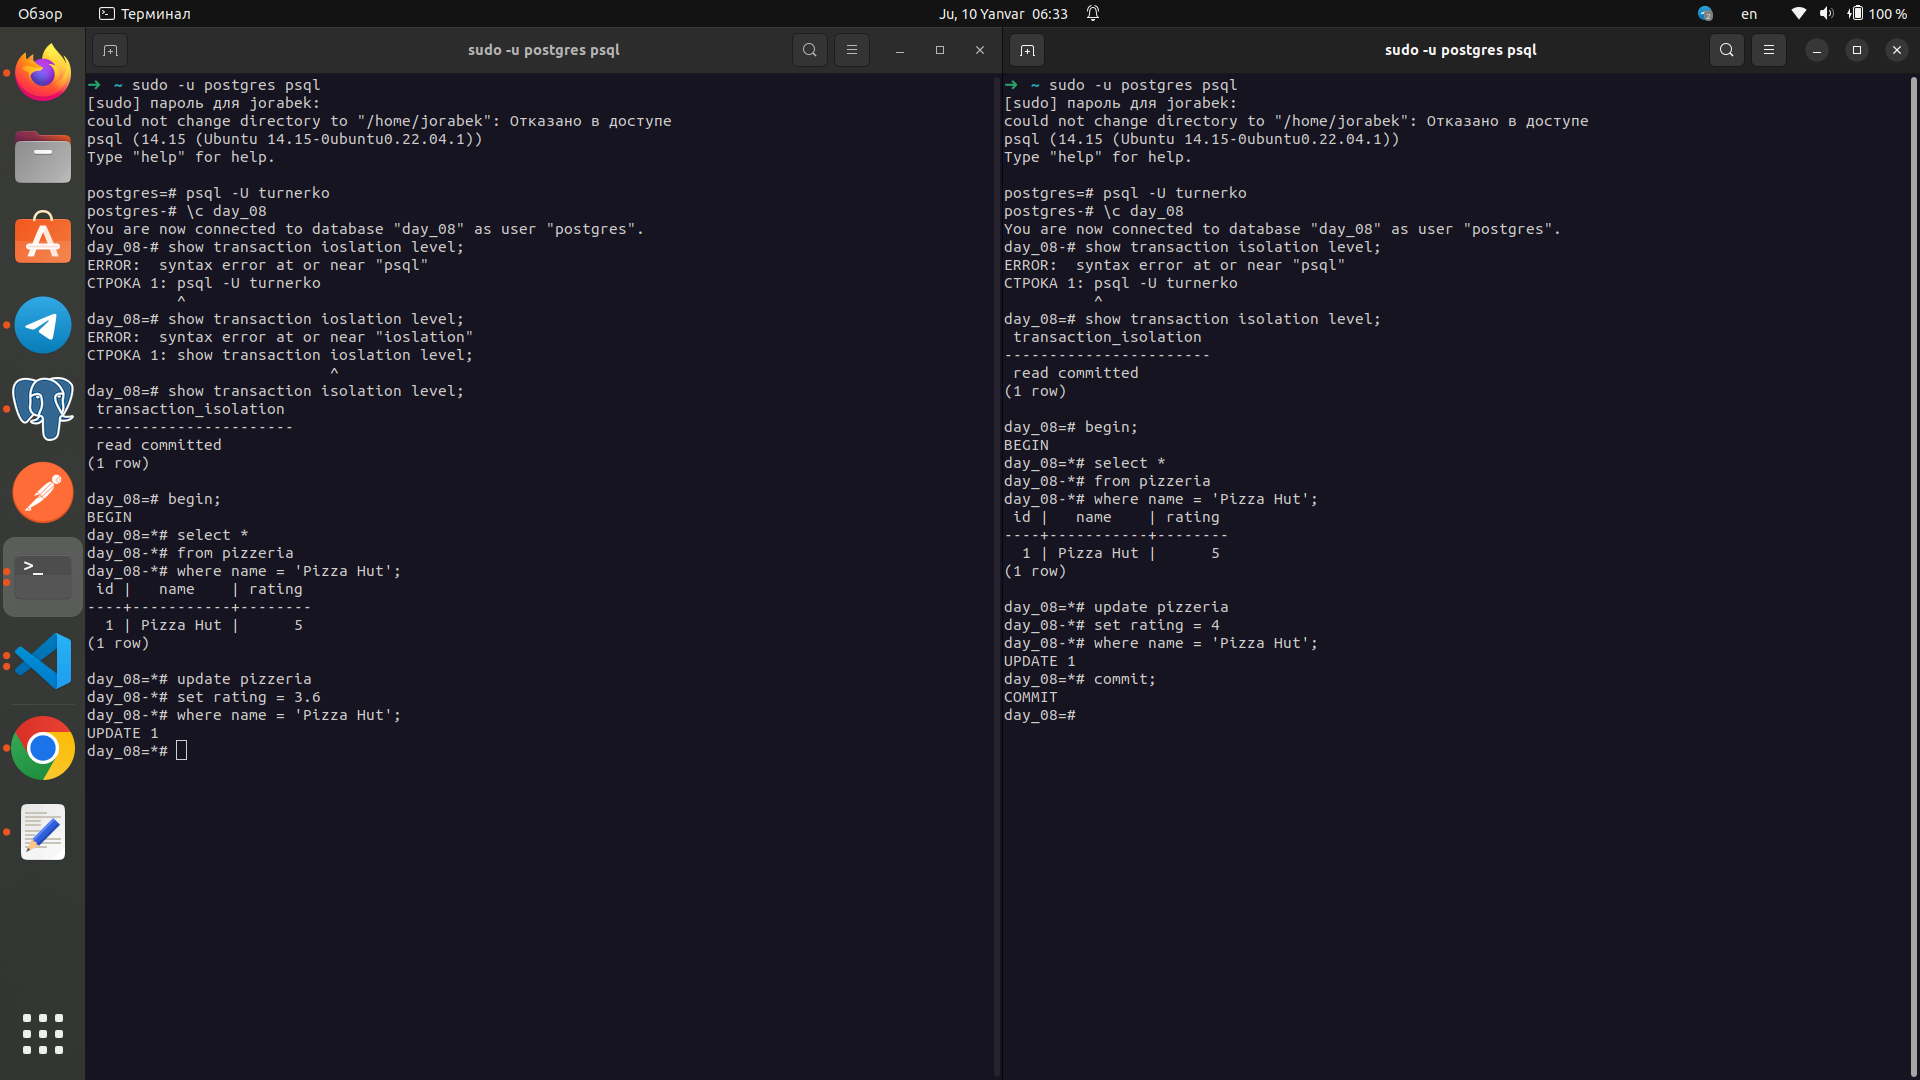 Обзор
Терминал
Ju, 10 Yanvar 06:33
en
100 %
sudo -u postgres psql
➜ ~ sudo -u postgres psql
[sudo] пароль для jorabek:
could not change directory to "/home/jorabek": Отказано в доступе
psql (14.15 (Ubuntu 14.15-0ubuntu0.22.04.1))
Type "help" for help.
postgres=# psql -U turnerko
postgres-# \c day_08
You are now connected to database "day_08" as user "postgres".
day_08-# show transaction ioslation level;
ERROR:  syntax error at or near "psql"
СТРОКА 1: psql -U turnerko
^
day_08=# show transaction ioslation level;
ERROR:  syntax error at or near "ioslation"
СТРОКА 1: show transaction ioslation level;
^
day_08=# show transaction isolation level;
transaction_isolation
-----------------------
read committed
(1 row)
day_08=# begin;
BEGIN
day_08=*# select *
day_08-*# from pizzeria
day_08-*# where name = 'Pizza Hut';
id |   name    | rating
----+-----------+--------
1 | Pizza Hut |      5
(1 row)
day_08=*# update pizzeria
day_08-*# set rating = 3.6
day_08-*# where name = 'Pizza Hut';
UPDATE 1
day_08=*#
sudo -u postgres psql
➜ ~ sudo -u postgres psql
[sudo] пароль для jorabek:
could not change directory to "/home/jorabek": Отказано в доступе
psql (14.15 (Ubuntu 14.15-0ubuntu0.22.04.1))
Type "help" for help.
postgres=# psql -U turnerko
postgres-# \c day_08
You are now connected to database "day_08" as user "postgres".
day_08-# show transaction isolation level;
ERROR:  syntax error at or near "psql"
СТРОКА 1: psql -U turnerko
^
day_08=# show transaction isolation level;
transaction_isolation
-----------------------
read committed
(1 row)
day_08=# begin;
BEGIN
day_08=*# select *
day_08-*# from pizzeria
day_08-*# where name = 'Pizza Hut';
id |   name    | rating
----+-----------+--------
1 | Pizza Hut |      5
(1 row)
day_08=*# update pizzeria
day_08-*# set rating = 4
day_08-*# where name = 'Pizza Hut';
UPDATE 1
day_08=*# commit;
COMMIT
day_08=#